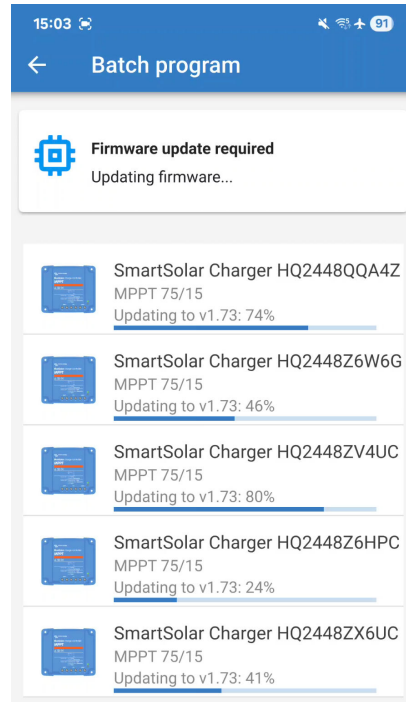 15:03
91
Batch program
Firmware update required
Updating firmware...
SmartSolar Charger HQ2448QQA4Z
MPPT 75/15
Updating to v1.73: 74%
SmartSolar Charger HQ2448Z6W6G
MPPT 75/15
Updating to v1.73: 46%
SmartSolar Charger HQ2448ZV4UC
MPPT 75/15
Updating to v1.73: 80%
SmartSolar Charger HQ2448Z6HPC
MPPT 75/15
Updating to v1.73: 24%
SmartSolar Charger HQ2448ZX6UC
MPPT 75/15
Updating to v1.73: 41%